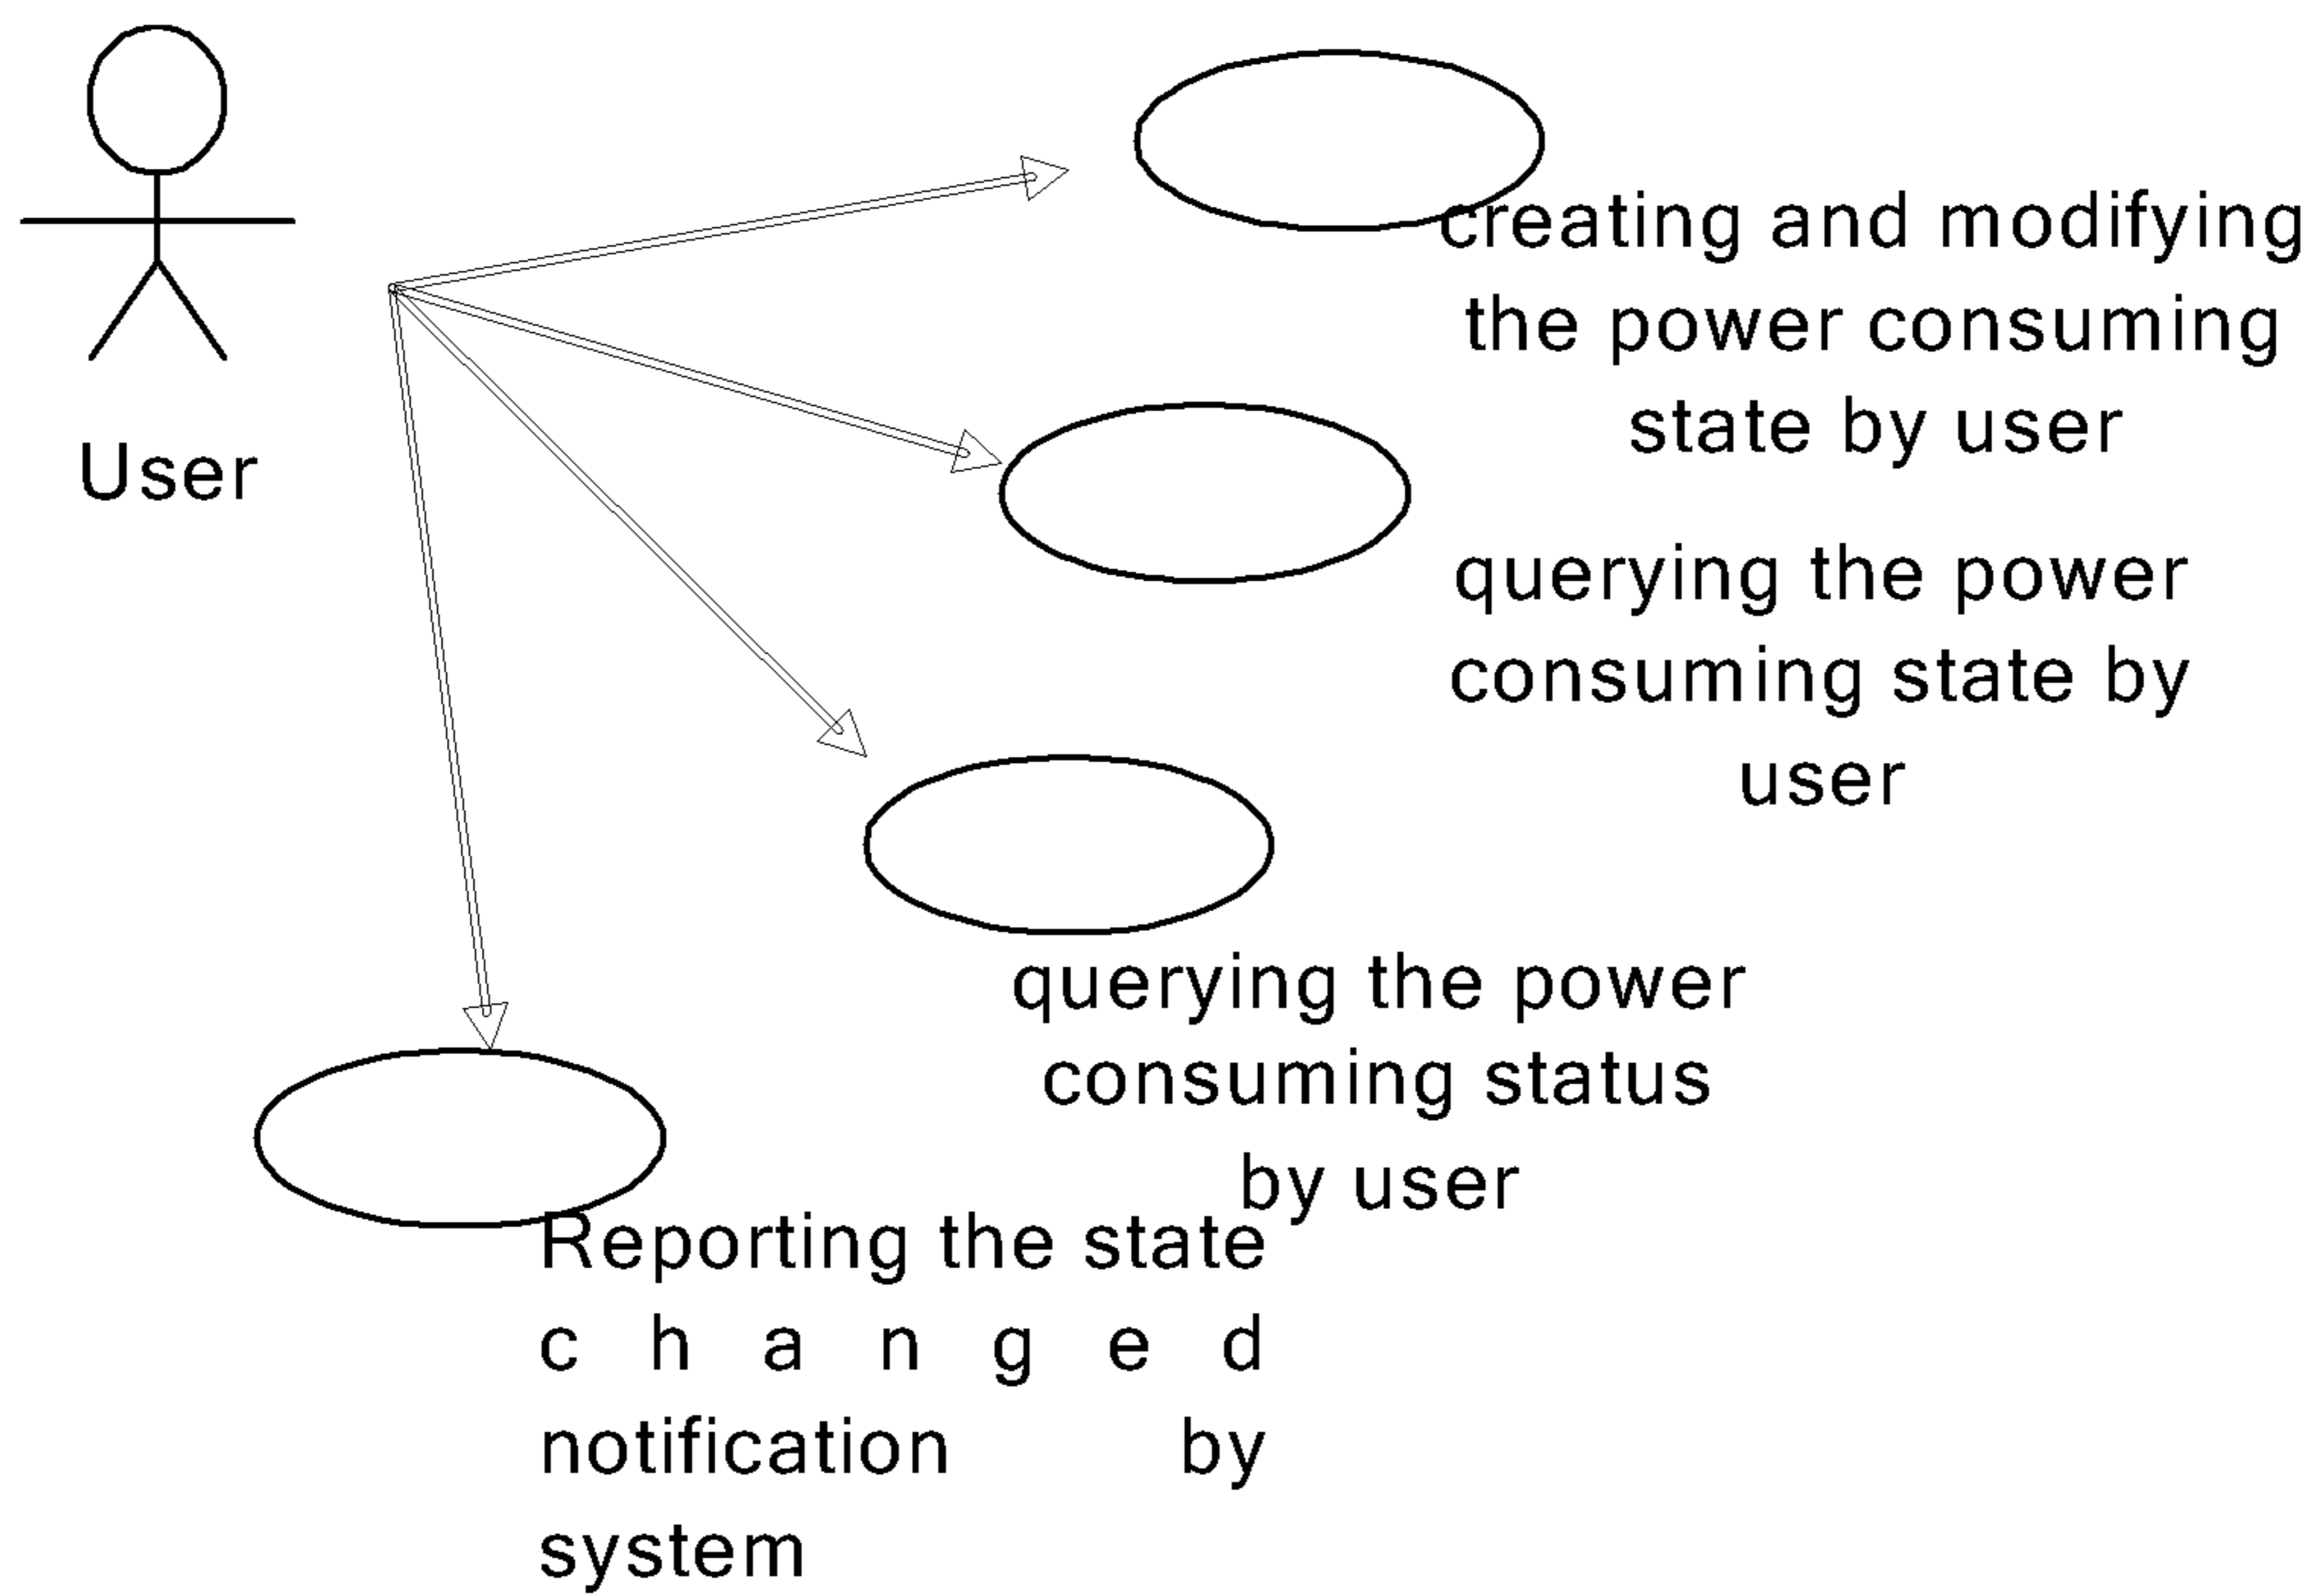 User
creating and modifying
the power consuming
state by user
querying the power
consuming state by
user
querying the power
consuming status
by user
Reporting the state
changed
notification by
system